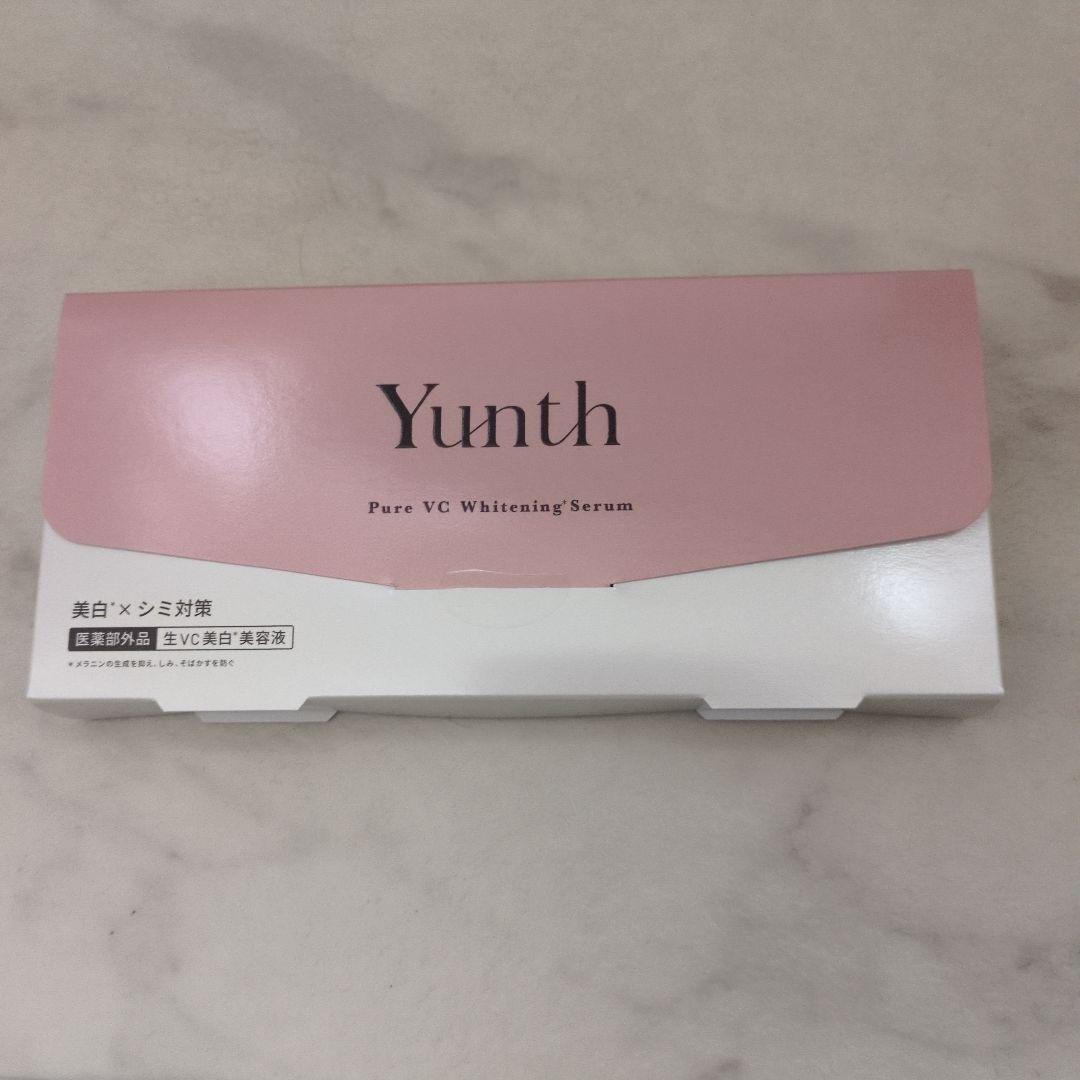 Yunth
Pure VC Whitening* Serum
美白*×シミ対策
医薬部外品 生VC美白*美容液
*メラニンの生成を抑え、しみ、そばかすを防ぐ